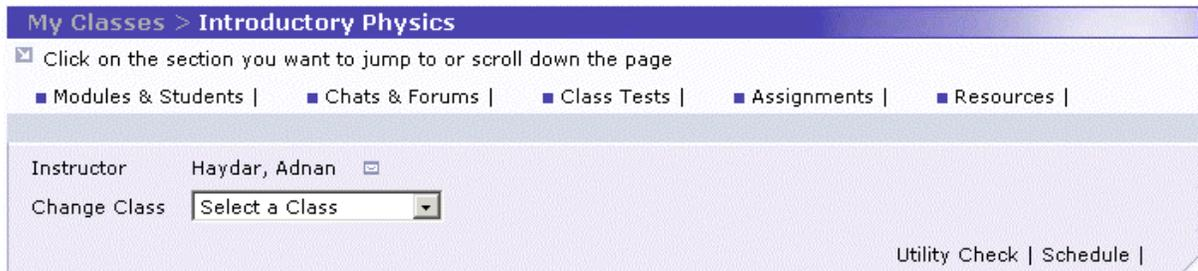 My Classes > Introductory Physics
Click on the section you want to jump to or scroll down the page
Modules & Students | Chats & Forums | Class Tests | Assignments | Resources |
Instructor Haydar, Adnan
Change Class Select a Class
Utility Check | Schedule |